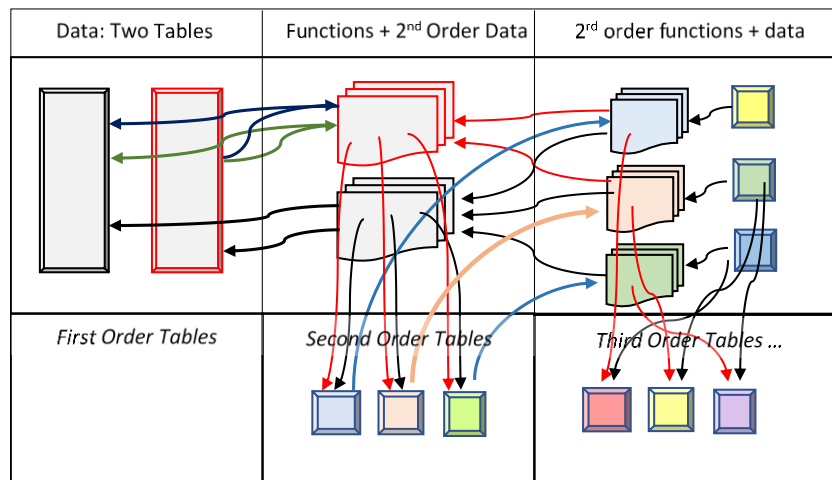 Data: Two Tables
Functions + 2nd Order Data
2rd order functions + data
First Order Tables
Second Order Tables
Third Order Tables ...